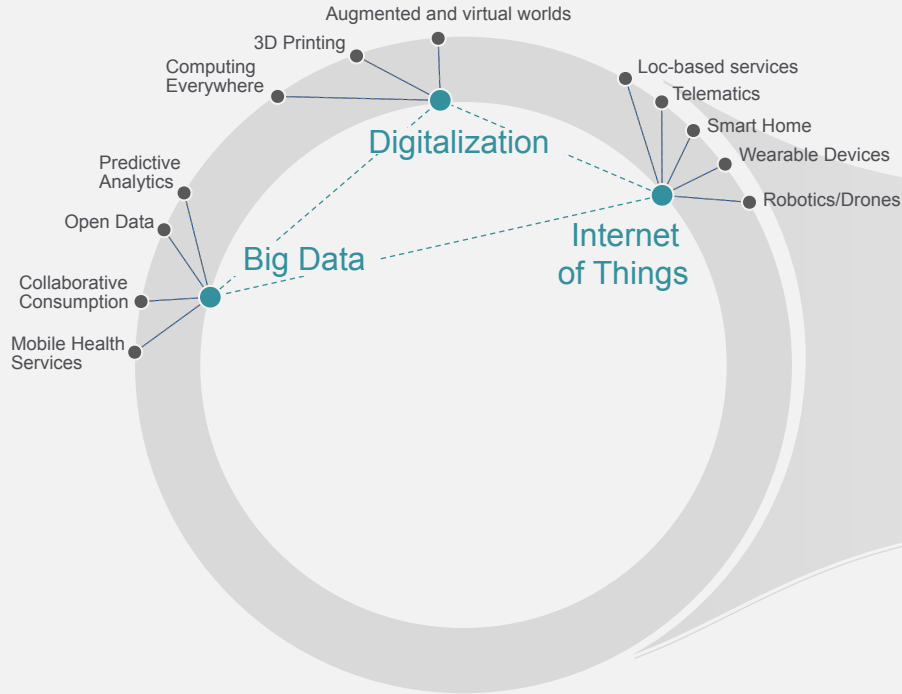 Augmented and virtual worlds
3D Printing
Computing
Everywhere
Loc-based services
Telematics
Smart Home
Wearable Devices
Robotics/Drones
Digitalization
Predictive
Analytics
Open Data
Big Data
Internet
of Things
Collaborative
Consumption
Mobile Health
Services